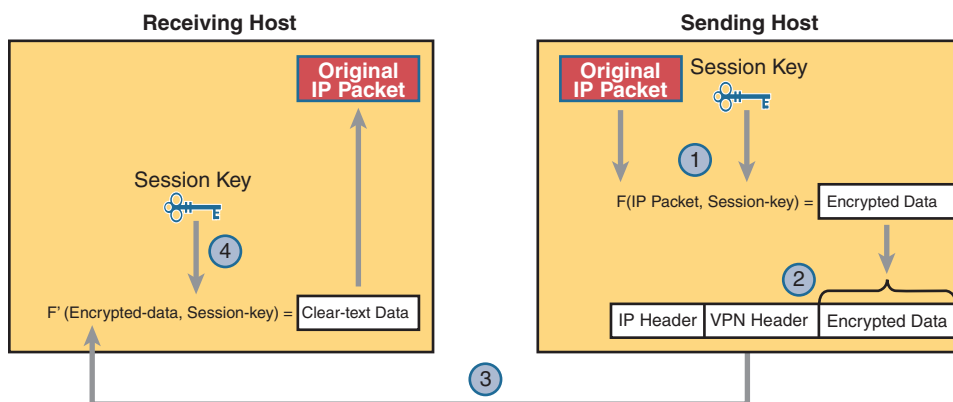 Receiving Host
Original
IP Packet
Session Key
4
F' (Encrypted-data, Session-key) = Clear-text Data
Sending Host
Original
IP Packet
Session Key
1
F(IP Packet, Session-key) = Encrypted Data
2
IP Header VPN Header Encrypted Data
3